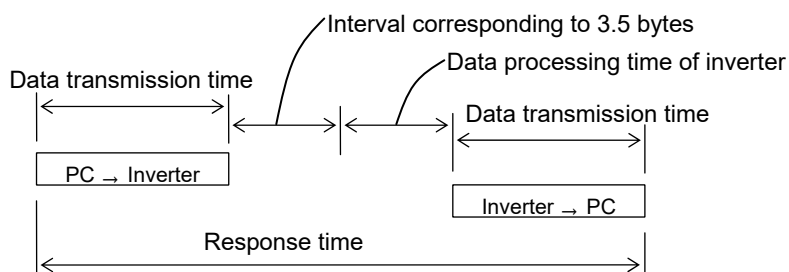 Interval corresponding to 3.5 bytes
Data processing time of inverter
Data transmission time
Data transmission time
PC → Inverter
Inverter → PC
Response time